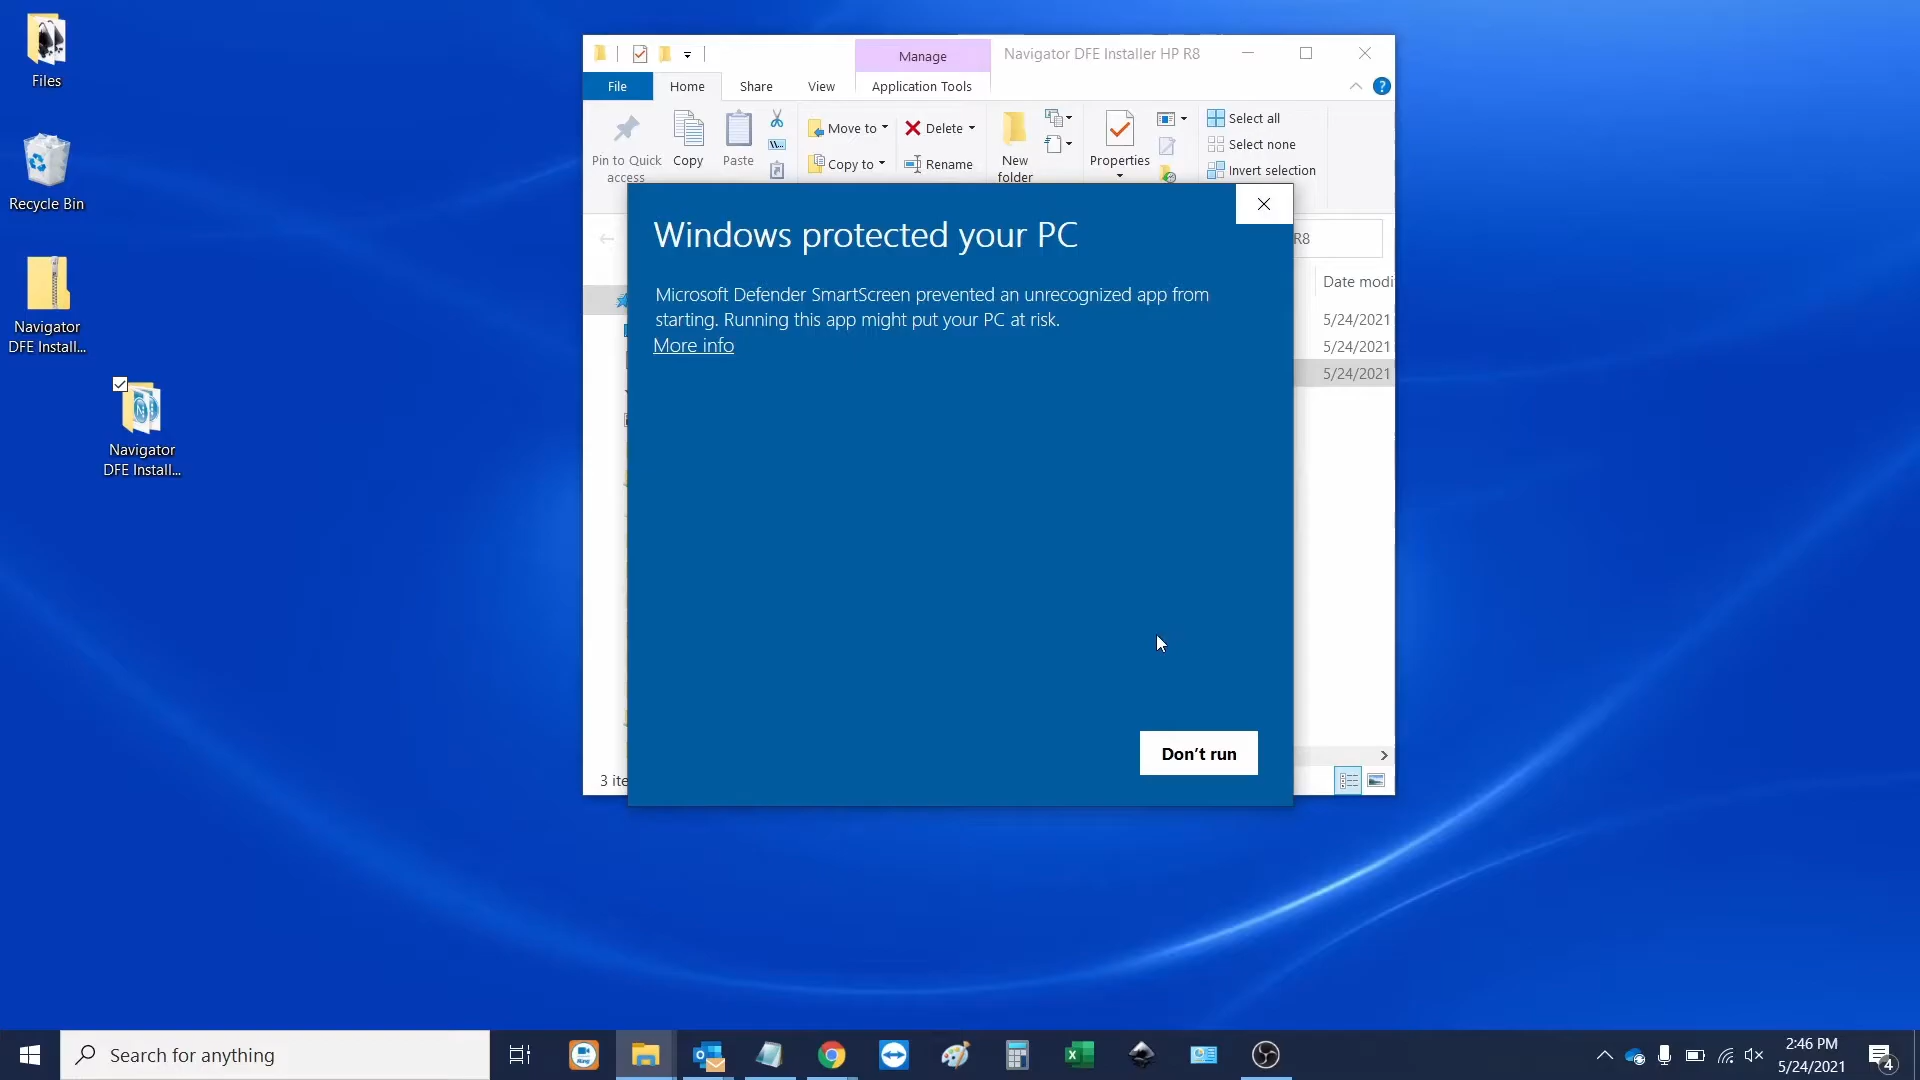 Files
Recycle Bin
Navigator
DFE Install...
Navigator
DFE Install...
Manage
Navigator DFE Installer HP R8
File
Home
Share
View
Application Tools
Pin to Quick
access
Copy
Paste
Move to
Copy to
Delete
Rename
New
folder
Properties
Select all
Select none
Invert selection
R8
Date modi
5/24/2021
5/24/2021
5/24/2021
Windows protected your PC
Microsoft Defender SmartScreen prevented an unrecognized app from
starting. Running this app might put your PC at risk.
More info
Don't run
3 ite
Search for anything
2:46 PM
5/24/2021
4